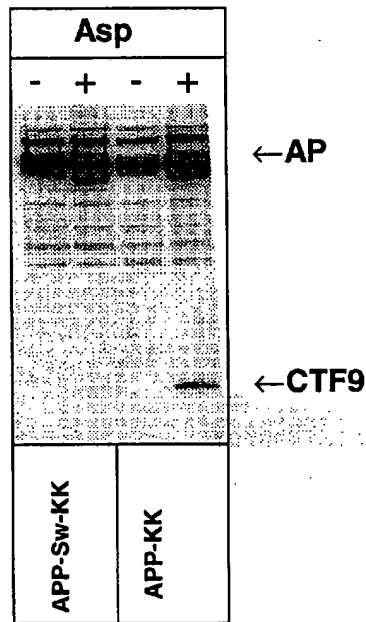 Asp
- + - +
←AP
←CTF9
APP-Sw-KK
APP-KK